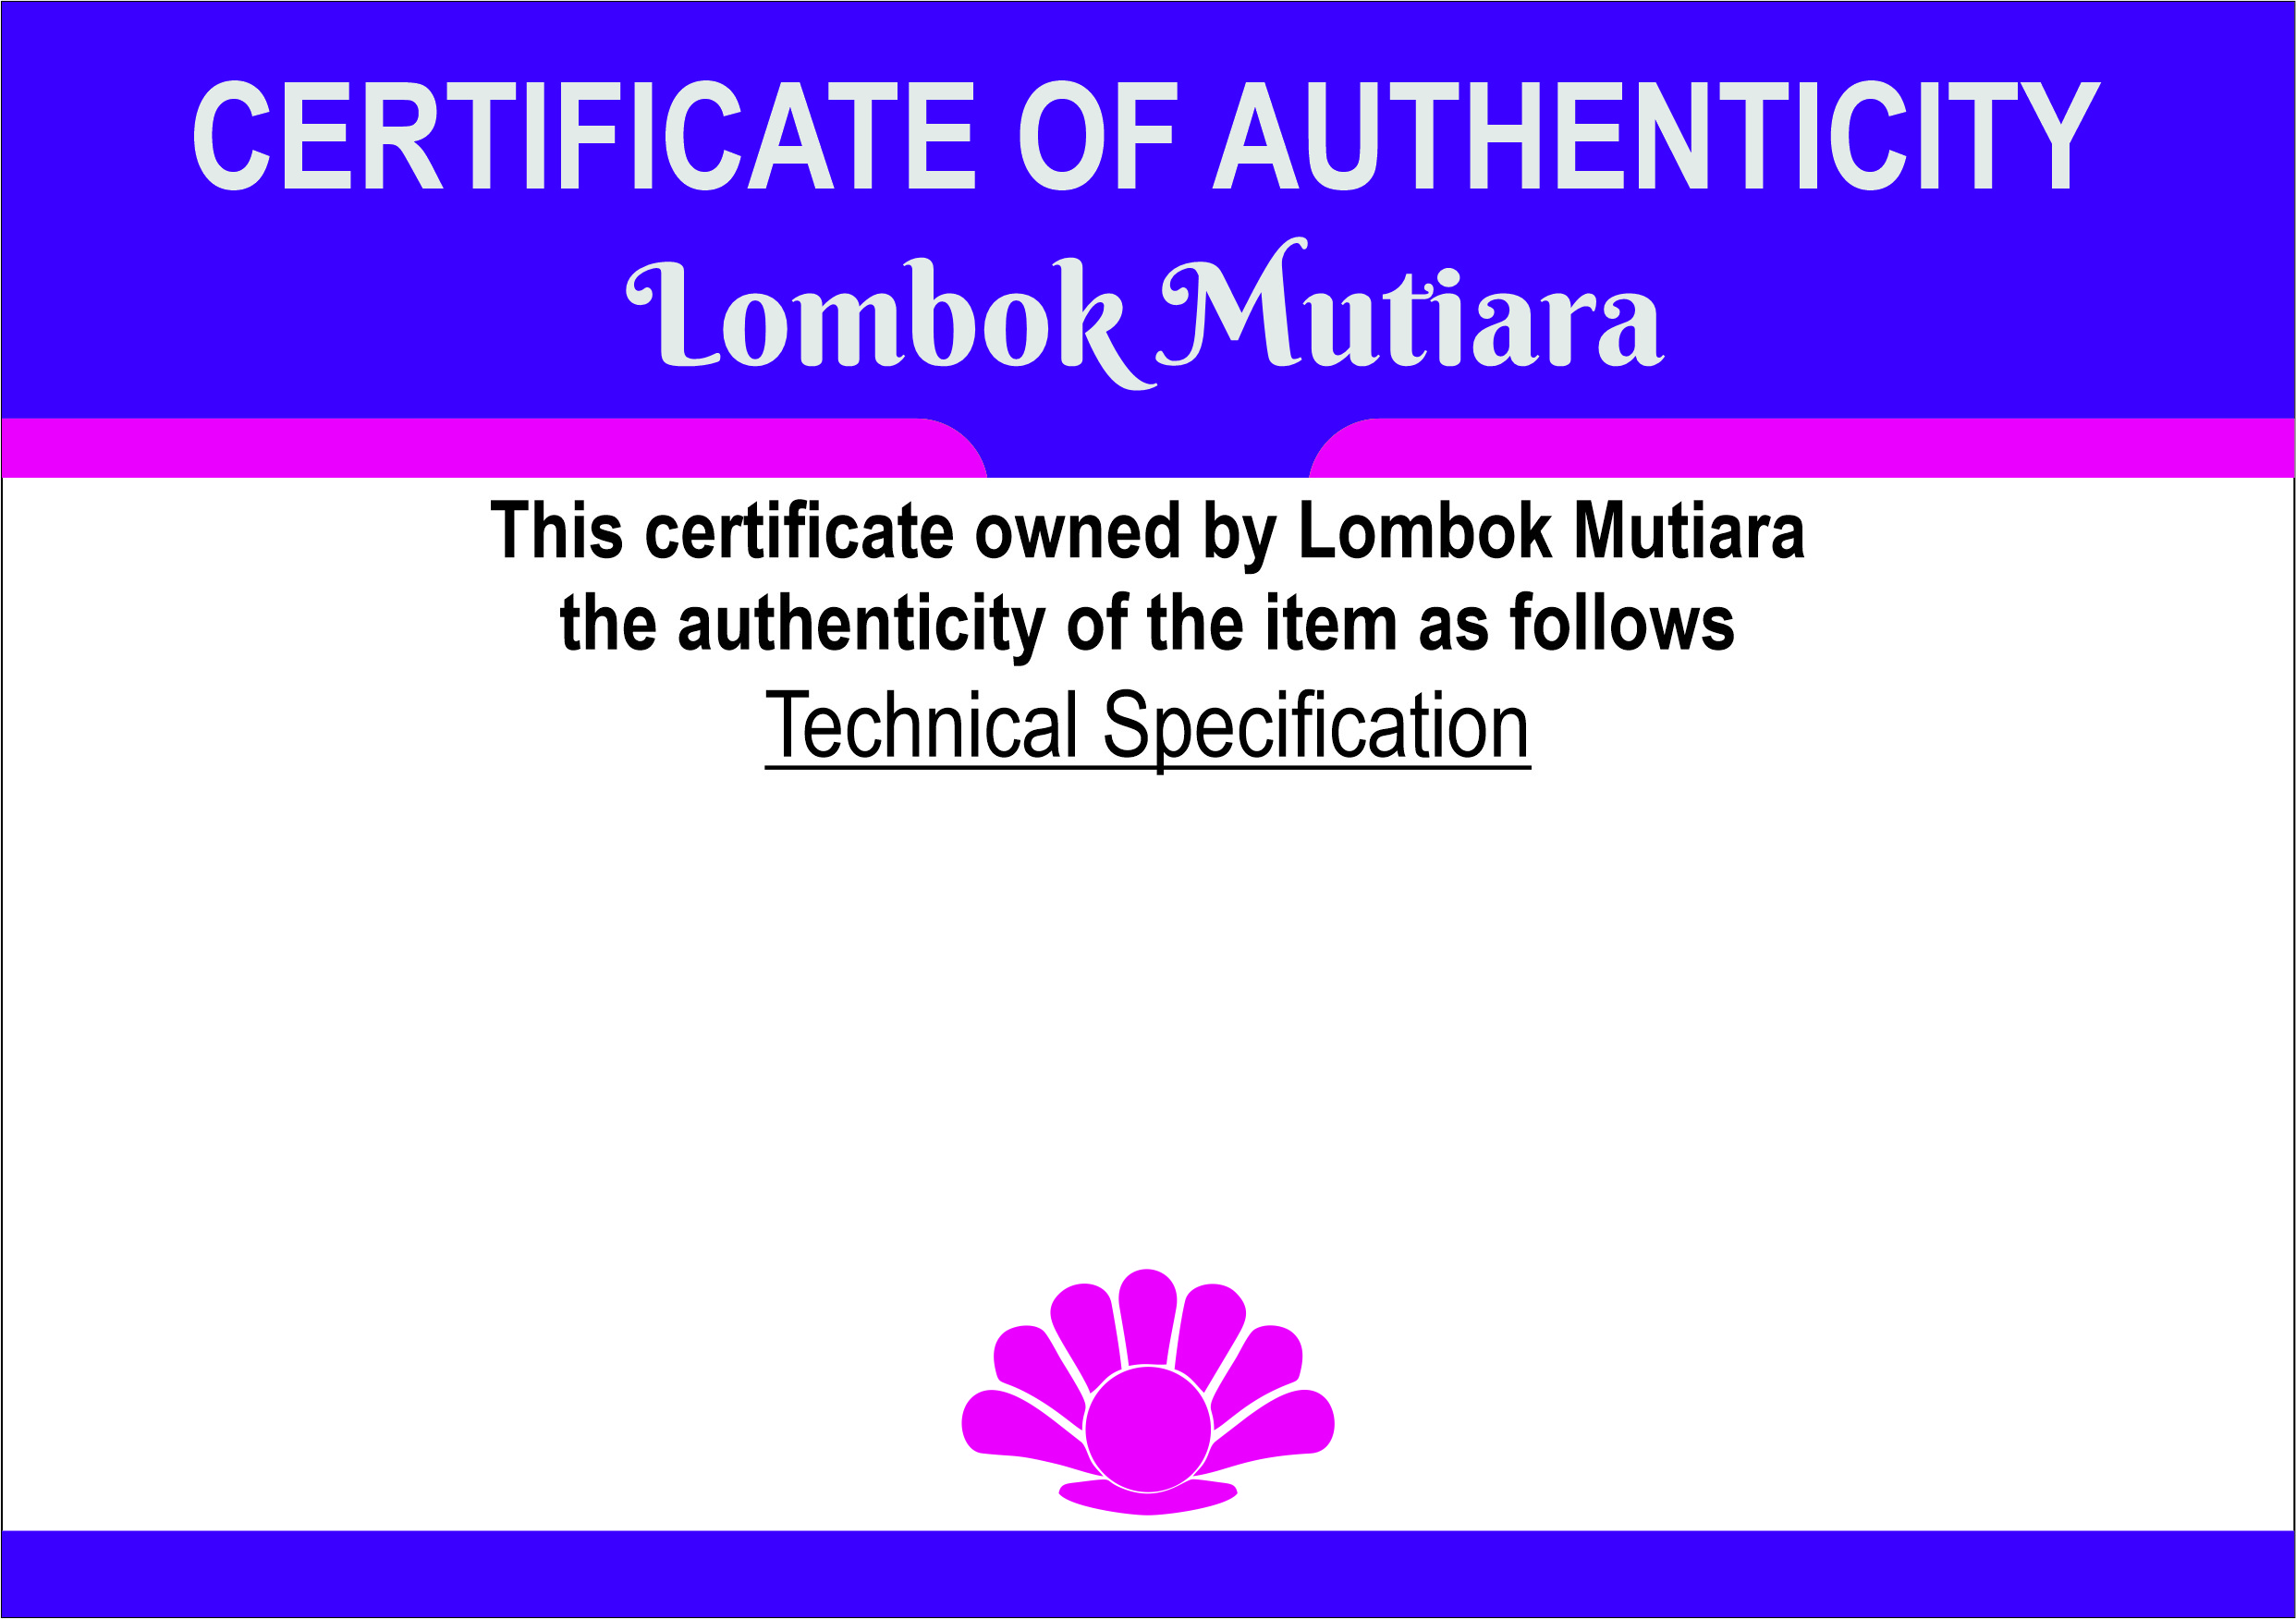 CERTIFICATE OF AUTHENTICITY
Lombok Mutiara
This certificate owned by Lombok Mutiara
the authenticity of the item as follows
Technical Specification